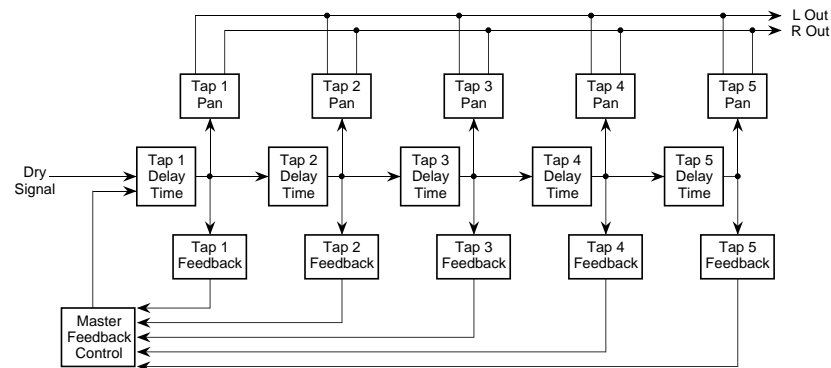 L Out
R Out
Tap 1
Pan
Tap 2
Pan
Tap 3
Pan
Tap 4
Pan
Tap 5
Pan
Dry
Signal
Tap 1
Delay
Time
Tap 2
Delay
Time
Tap 3
Delay
Time
Tap 4
Delay
Time
Tap 5
Delay
Time
Tap 1
Feedback
Tap 2
Feedback
Tap 3
Feedback
Tap 4
Feedback
Tap 5
Feedback
Master
Feedback
Control